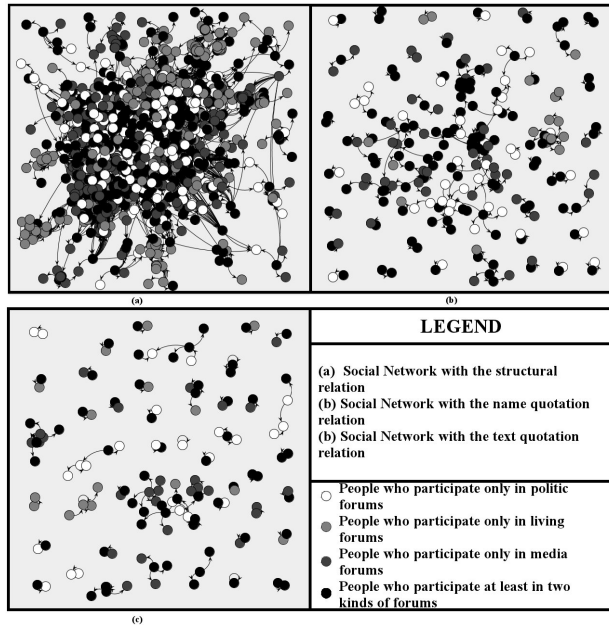 (a)
(b)
LEGEND
(a) Social Network with the structural
relation
(b) Social Network with the name quotation
relation
(b) Social Network with the text quotation
relation
People who participate only in politic
forums
People who participate only in living
forums
People who participate only in media
forums
People who participate at least in two
kinds of forums
(c)